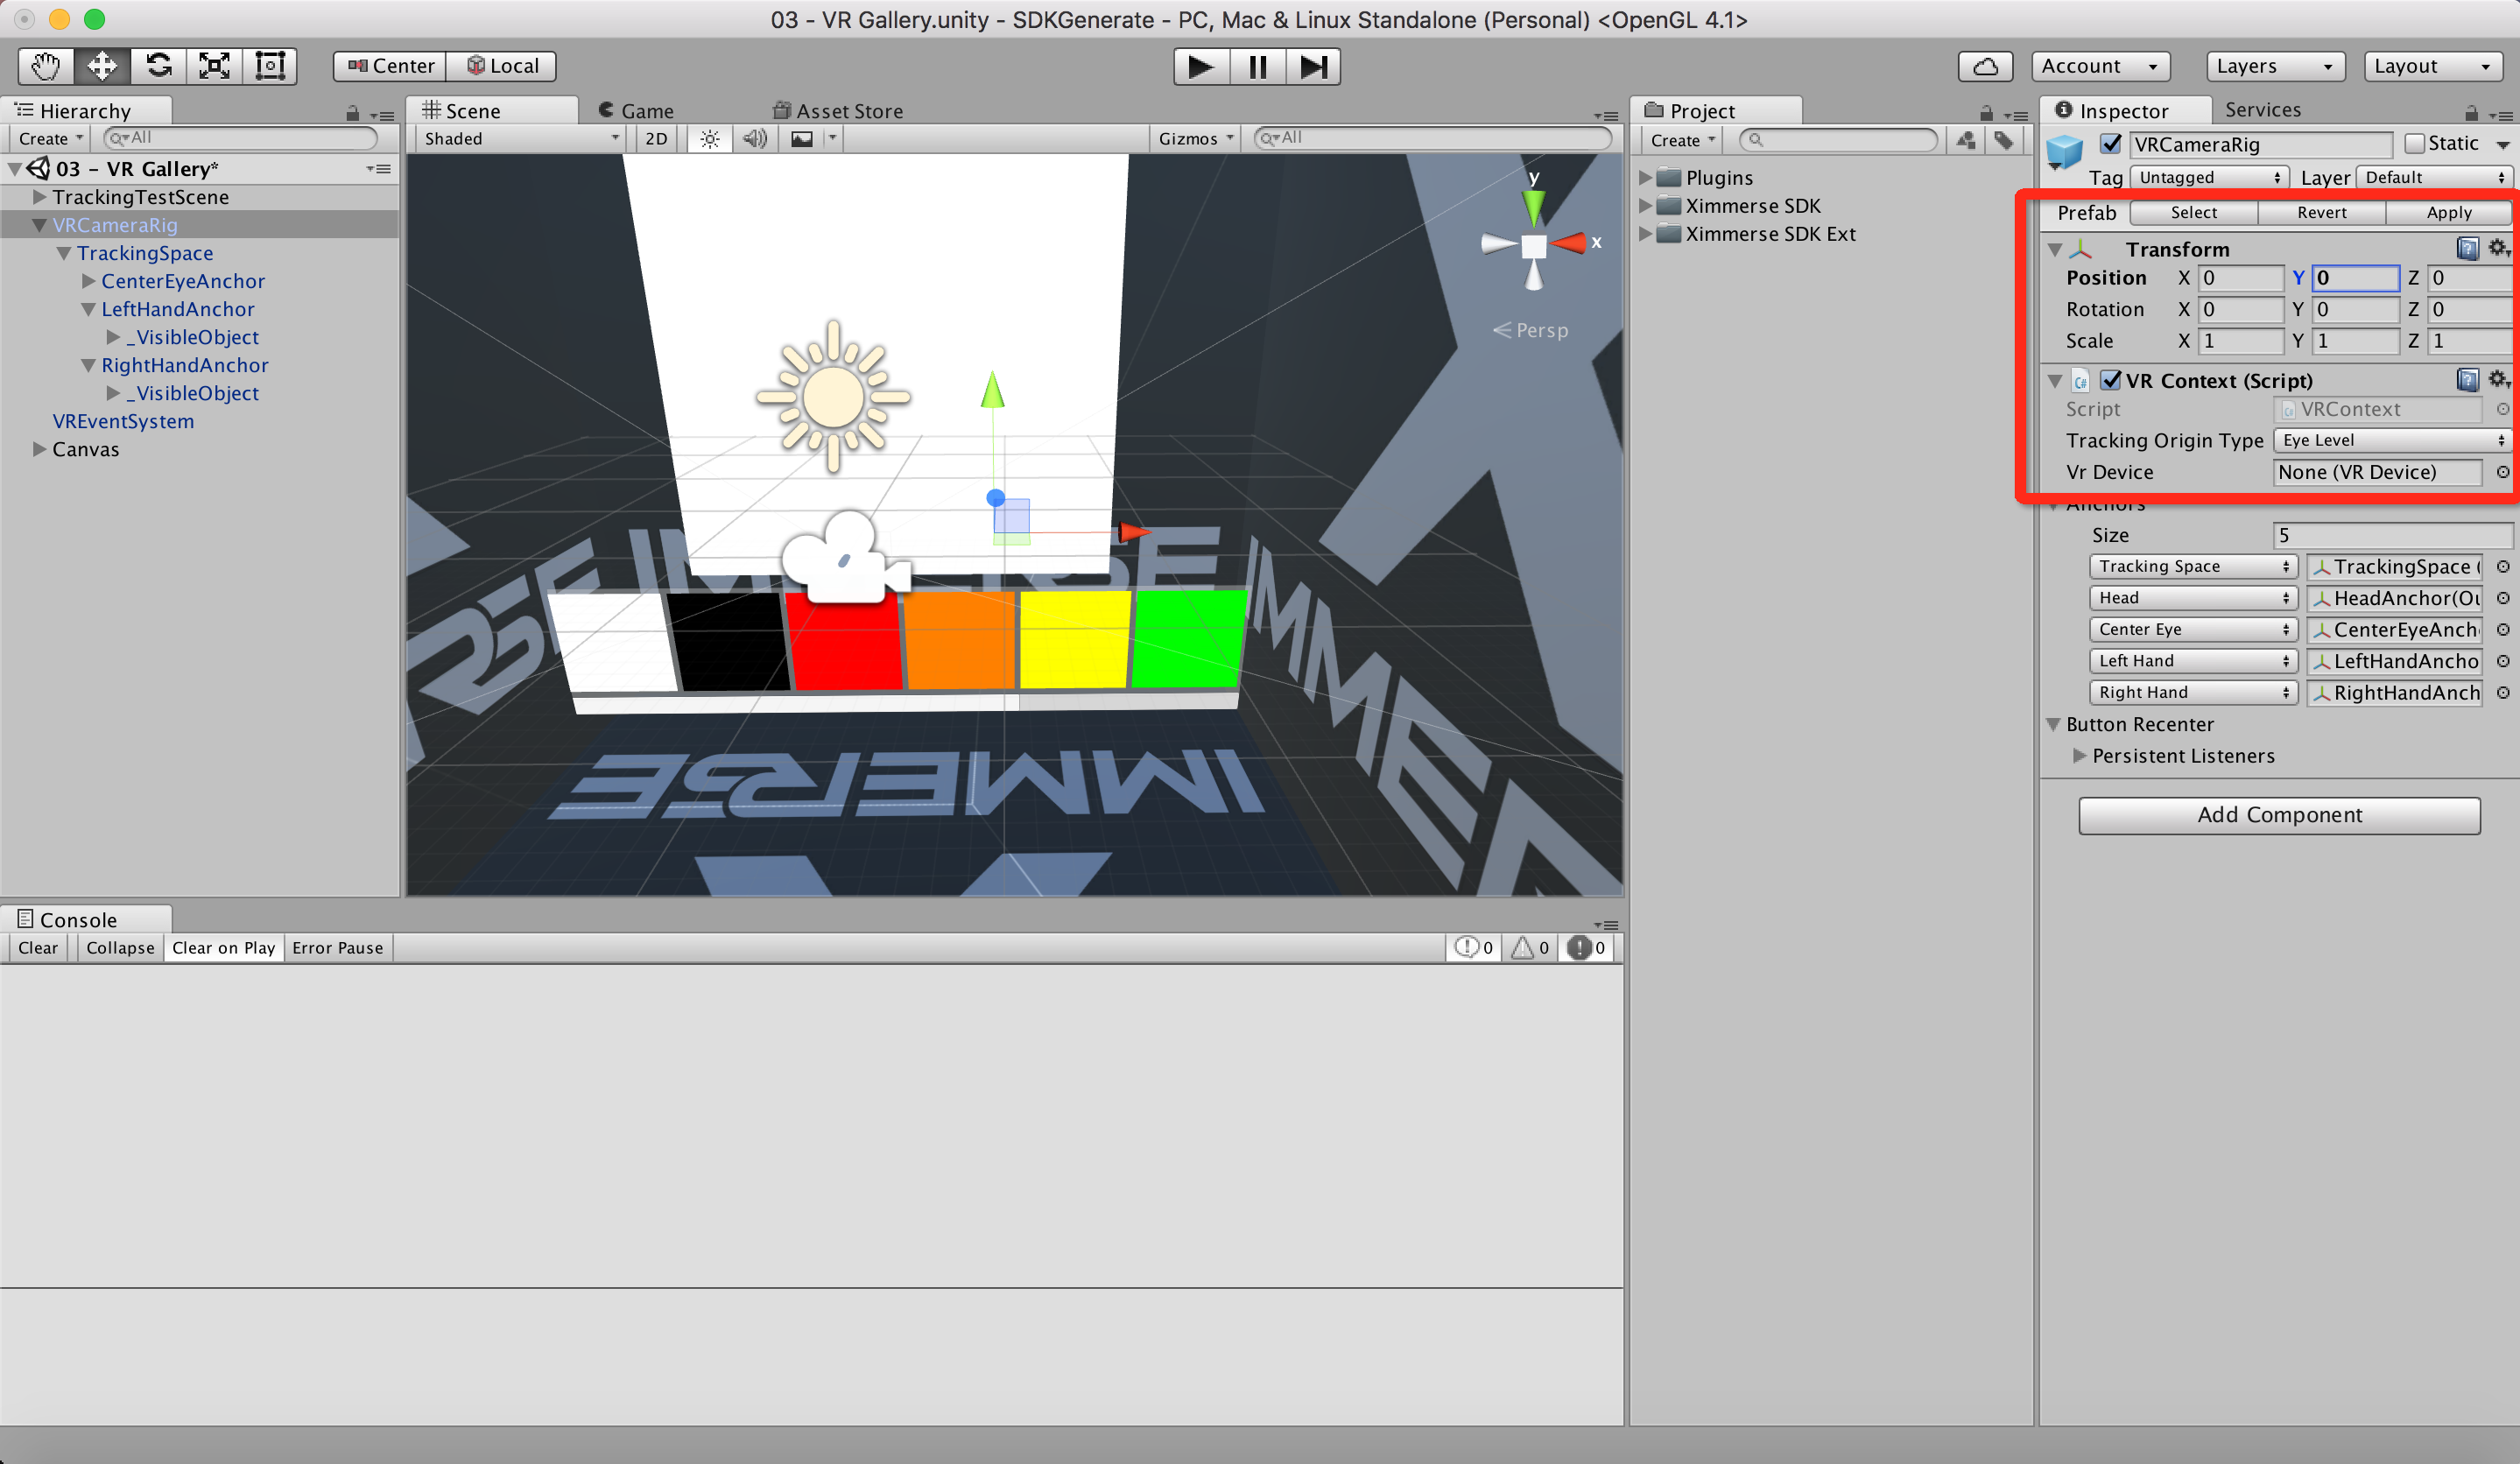 03 - VR Gallery.unity - SDKGenerate - PC, Mac & Linux Standalone (Personal) <OpenGL 4.1>
Center Local
Account Layers Layout
Hierarchy
Create All
03 - VR Gallery*
TrackingTestScene
VRCameraRig
TrackingSpace
CenterEyeAnchor
LeftHandAnchor
_VisibleObject
RightHandAnchor
_VisibleObject
VREventSystem
Canvas
Scene Game Asset Store
Shaded 2D Gizmos All
y
x
Persp
IMMERSE
Project
Create
Plugins
Ximmerse SDK
Ximmerse SDK Ext
Inspector Services
VRCameraRig Static
Tag Untagged Layer Default
Prefab Select Revert Apply
Transform
Position X 0 Y 0 Z 0
Rotation X 0 Y 0 Z 0
Scale X 1 Y 1 Z 1
C# VR Context (Script)
Script VRContext
Tracking Origin Type Eye Level
Vr Device None (VR Device)
Anchors
Size 5
Tracking Space TrackingSpace (
Head HeadAnchor(Ou
Center Eye CenterEyeAnch
Left Hand LeftHandAncho
Right Hand RightHandAnch
Button Recenter
Persistent Listeners
Add Component
Console
Clear Collapse Clear on Play Error Pause 0 0 0